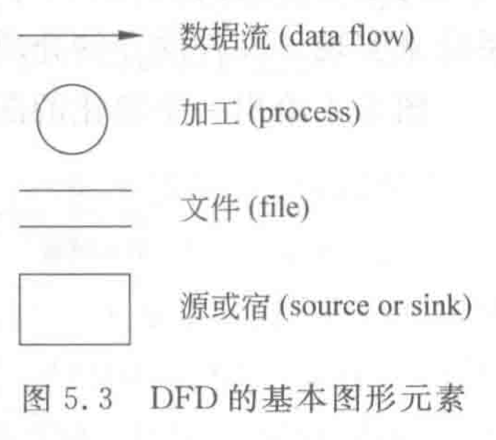 数据流 (data flow)
加工 (process)
文件 (file)
源或宿 (source or sink)
图 5.3 DFD 的基本图形元素